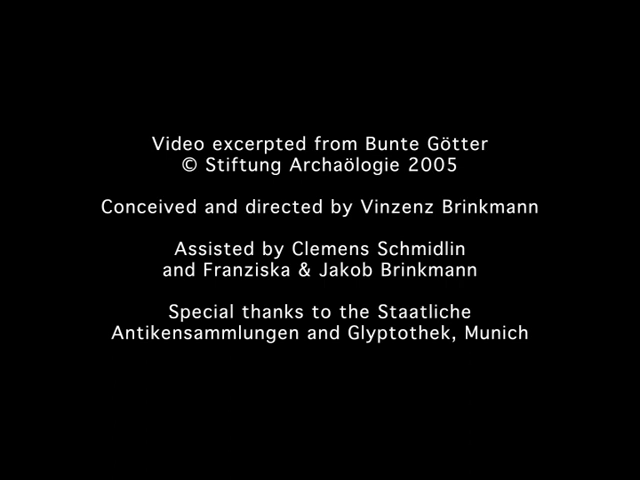 Video excerpted from Bunte Götter
© Stiftung Archaölogie 2005
Conceived and directed by Vinzenz Brinkmann
Assisted by Clemens Schmidlin
and Franziska & Jakob Brinkmann
Special thanks to the Staatliche
Antikensammlungen and Glyptothek, Munich